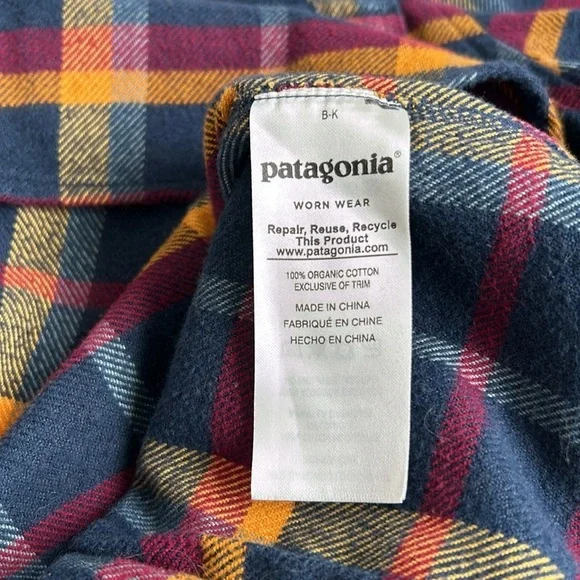 B-K
patagonia®
WORN WEAR
Repair, Reuse, Recycle
This Product
www.patagonia.com
100% ORGANIC COTTON
EXCLUSIVE OF TRIM
MADE IN CHINA
FABRIQUÉ EN CHINE
HECHO EN CHINA